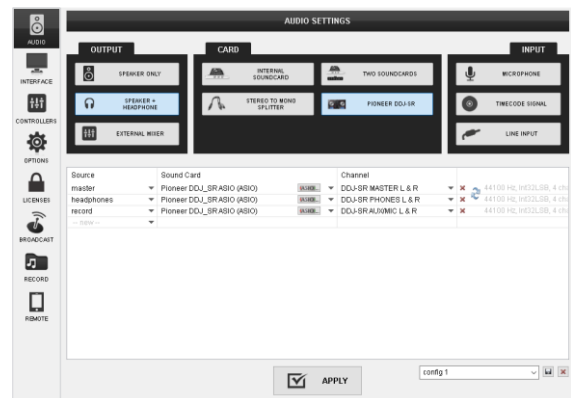 AUDIO SETTINGS
AUDIO
INTERFACE
CONTROLLERS
OPTIONS
LICENSES
BROADCAST
RECORD
REMOTE
OUTPUT
CARD
INPUT
SPEAKER ONLY
INTERNAL
SOUNDCARD
TWO SOUNDCARDS
MICROPHONE
SPEAKER +
HEADPHONE
STEREO TO MONO
SPLITTER
PIONEER DDJ-SR
TIMECODE SIGNAL
EXTERNAL MIXER
LINE INPUT
Source Sound Card Channel
master Pioneer DDJ_SR ASIO (ASIO) DDJ-SR MASTER L & R 44100 Hz, Int32LSB, 4 cha
headphones Pioneer DDJ_SR ASIO (ASIO) DDJ-SR PHONES L & R 44100 Hz, Int32LSB, 4 cha
record Pioneer DDJ_SR ASIO (ASIO) DDJ-SR AUX/MIC L & R 44100 Hz, Int32LSB, 4 cha
-- new --
APPLY
config 1